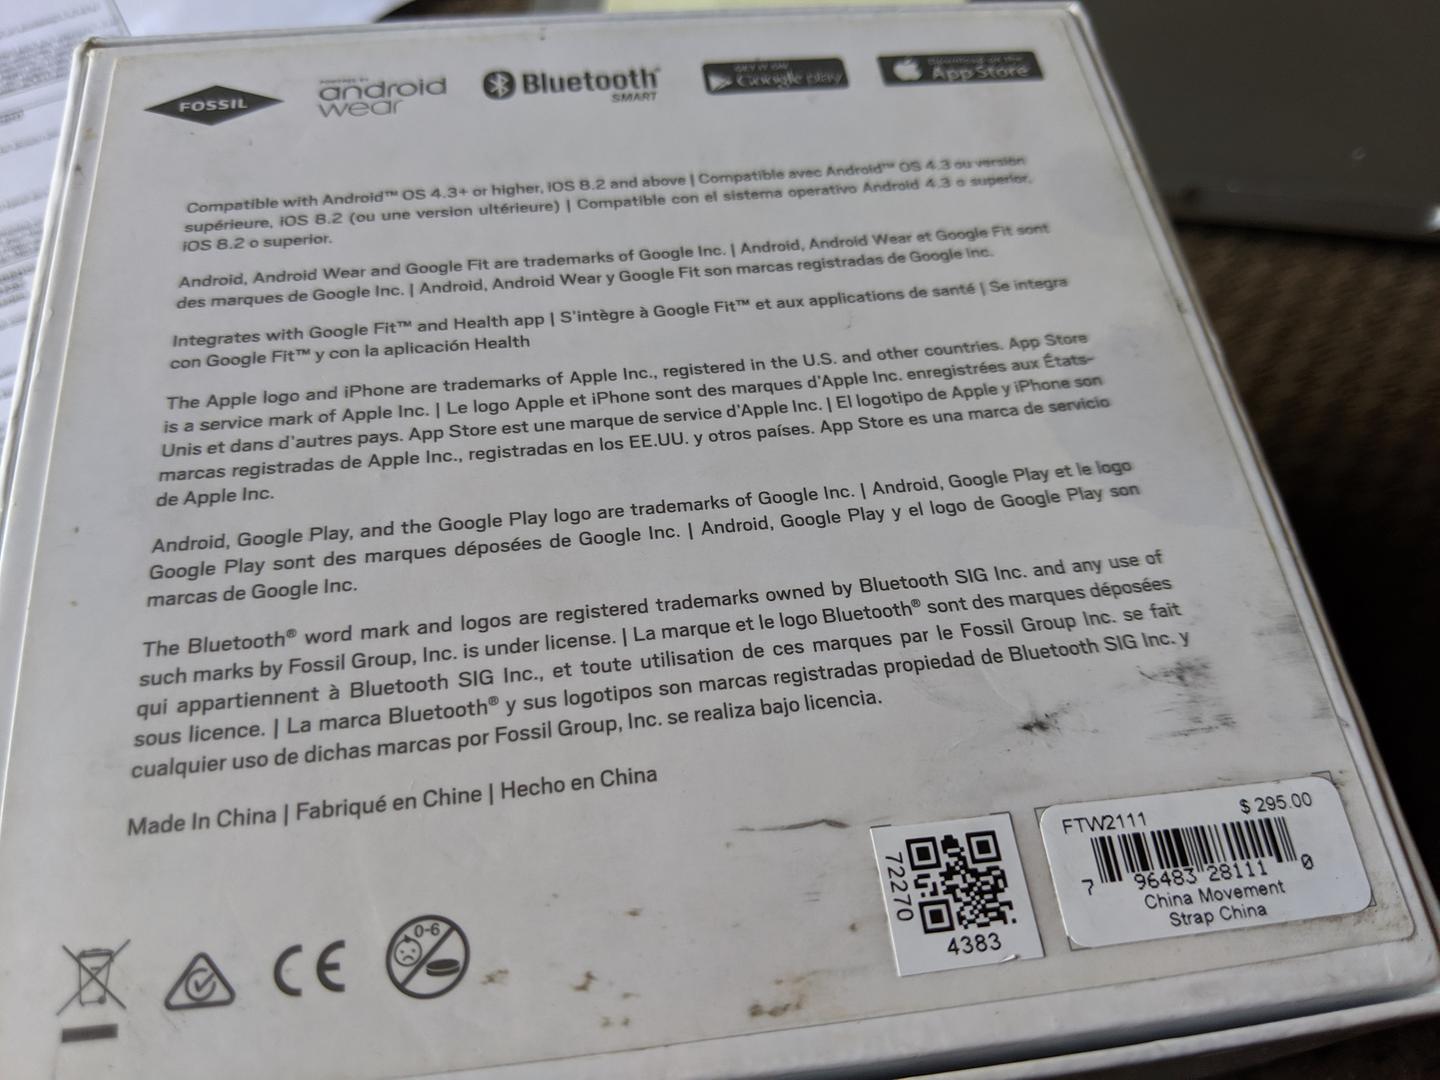 FOSSIL
POWERED BY
android
wear
Bluetooth®
SMART
GET IT ON
Google play
Download on the
App Store
Compatible with Android™ OS 4.3+ or higher, iOS 8.2 and above | Compatible avec Android™ OS 4.3 ou version
supérieure, iOS 8.2 (ou une version ultérieure) | Compatible con el sistema operativo Android 4.3 o superior,
iOS 8.2 o superior.
Android, Android Wear and Google Fit are trademarks of Google Inc. | Android, Android Wear et Google Fit sont
des marques de Google Inc. | Android, Android Wear y Google Fit son marcas registradas de Google Inc.
Integrates with Google Fit™ and Health app | S'intègre à Google Fit™ et aux applications de santé | Se integra
con Google Fit™ y con la aplicación Health
The Apple logo and iPhone are trademarks of Apple Inc., registered in the U.S. and other countries. App Store
is a service mark of Apple Inc. | Le logo Apple et iPhone sont des marques d'Apple Inc. enregistrées aux États-
Unis et dans d'autres pays. App Store est une marque de service d'Apple Inc. | El logotipo de Apple y iPhone son
marcas registradas de Apple Inc., registradas en los EE.UU. y otros países. App Store es una marca de servicio
de Apple Inc.
Android, Google Play, and the Google Play logo are trademarks of Google Inc. | Android, Google Play et le logo
Google Play sont des marques déposées de Google Inc. | Android, Google Play y el logo de Google Play son
marcas de Google Inc.
The Bluetooth® word mark and logos are registered trademarks owned by Bluetooth SIG Inc. and any use of
such marks by Fossil Group, Inc. is under license. | La marque et le logo Bluetooth® sont des marques déposées
qui appartiennent à Bluetooth SIG Inc., et toute utilisation de ces marques par le Fossil Group Inc. se fait
sous licence. | La marca Bluetooth® y sus logotipos son marcas registradas propiedad de Bluetooth SIG Inc. y
cualquier uso de dichas marcas por Fossil Group, Inc. se realiza bajo licencia.
Made In China | Fabriqué en Chine | Hecho en China
0-6
72270
4383
FTW2111 $ 295.00
7 96483 28111 0
China Movement
Strap China